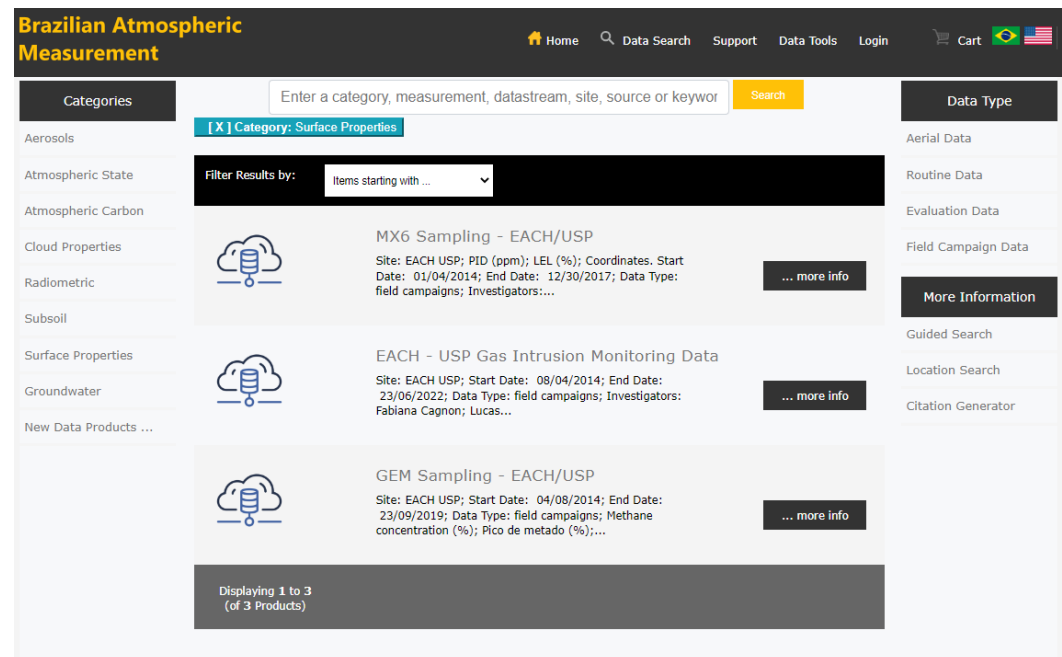 Brazilian Atmospheric
Measurement
Home
Data Search
Support
Data Tools
Login
Cart
Categories
Aerosols
Atmospheric State
Atmospheric Carbon
Cloud Properties
Radiometric
Subsoil
Surface Properties
Groundwater
New Data Products ...
Enter a category, measurement, datastream, site, source or keywor
Search
[ X ] Category: Surface Properties
Filter Results by:
Items starting with ...
MX6 Sampling - EACH/USP
Site: EACH USP; PID (ppm); LEL (%); Coordinates. Start
Date: 01/04/2014; End Date: 12/30/2017; Data Type:
field campaigns; Investigators:...
... more info
EACH - USP Gas Intrusion Monitoring Data
Site: EACH USP; Start Date: 08/04/2014; End Date:
23/06/2022; Data Type: field campaigns; Investigators:
Fabiana Cagnon; Lucas...
... more info
GEM Sampling - EACH/USP
Site: EACH USP; Start Date: 04/08/2014; End Date:
23/09/2019; Data Type: field campaigns; Methane
concentration (%); Pico de metado (%);...
... more info
Displaying 1 to 3
(of 3 Products)
Data Type
Aerial Data
Routine Data
Evaluation Data
Field Campaign Data
More Information
Guided Search
Location Search
Citation Generator